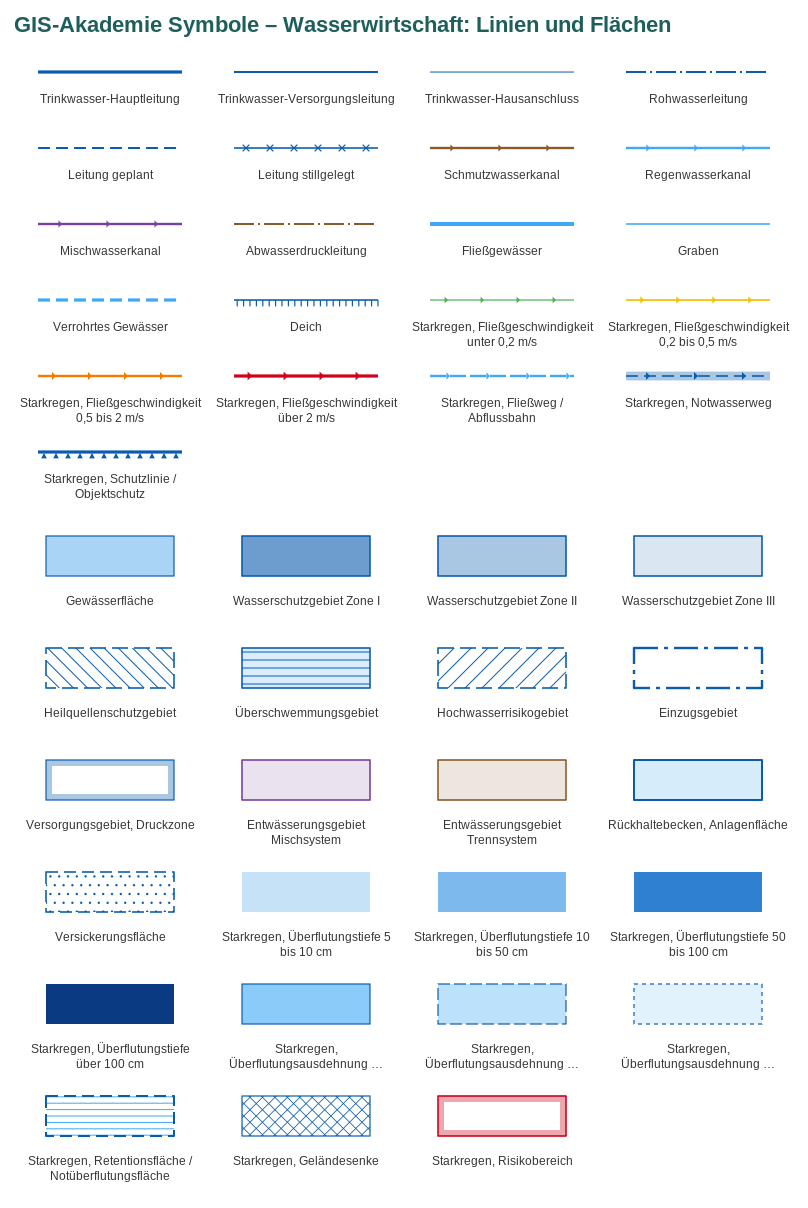 GIS-Akademie Symbole – Wasserwirtschaft: Linien und Flächen
Trinkwasser-Hauptleitung
Trinkwasser-Versorgungsleitung
Trinkwasser-Hausanschluss
Rohwasserleitung
Leitung geplant
Leitung stillgelegt
Schmutzwasserkanal
Regenwasserkanal
Mischwasserkanal
Abwasserdruckleitung
Fließgewässer
Graben
Verrohrtes Gewässer
Deich
Starkregen, Fließgeschwindigkeit
unter 0,2 m/s
Starkregen, Fließgeschwindigkeit
0,2 bis 0,5 m/s
Starkregen, Fließgeschwindigkeit
0,5 bis 2 m/s
Starkregen, Fließgeschwindigkeit
über 2 m/s
Starkregen, Fließweg /
Abflussbahn
Starkregen, Notwasserweg
Starkregen, Schutzlinie /
Objektschutz
Gewässerfläche
Wasserschutzgebiet Zone I
Wasserschutzgebiet Zone II
Wasserschutzgebiet Zone III
Heilquellenschutzgebiet
Überschwemmungsgebiet
Hochwasserrisikogebiet
Einzugsgebiet
Versorgungsgebiet, Druckzone
Entwässerungsgebiet
Mischsystem
Entwässerungsgebiet
Trennsystem
Rückhaltebecken, Anlagenfläche
Versickerungsfläche
Starkregen, Überflutungstiefe 5
bis 10 cm
Starkregen, Überflutungstiefe 10
bis 50 cm
Starkregen, Überflutungstiefe 50
bis 100 cm
Starkregen, Überflutungstiefe
über 100 cm
Starkregen,
Überflutungsausdehnung …
Starkregen,
Überflutungsausdehnung …
Starkregen,
Überflutungsausdehnung …
Starkregen, Retentionsfläche /
Notüberflutungsfläche
Starkregen, Geländesenke
Starkregen, Risikobereich